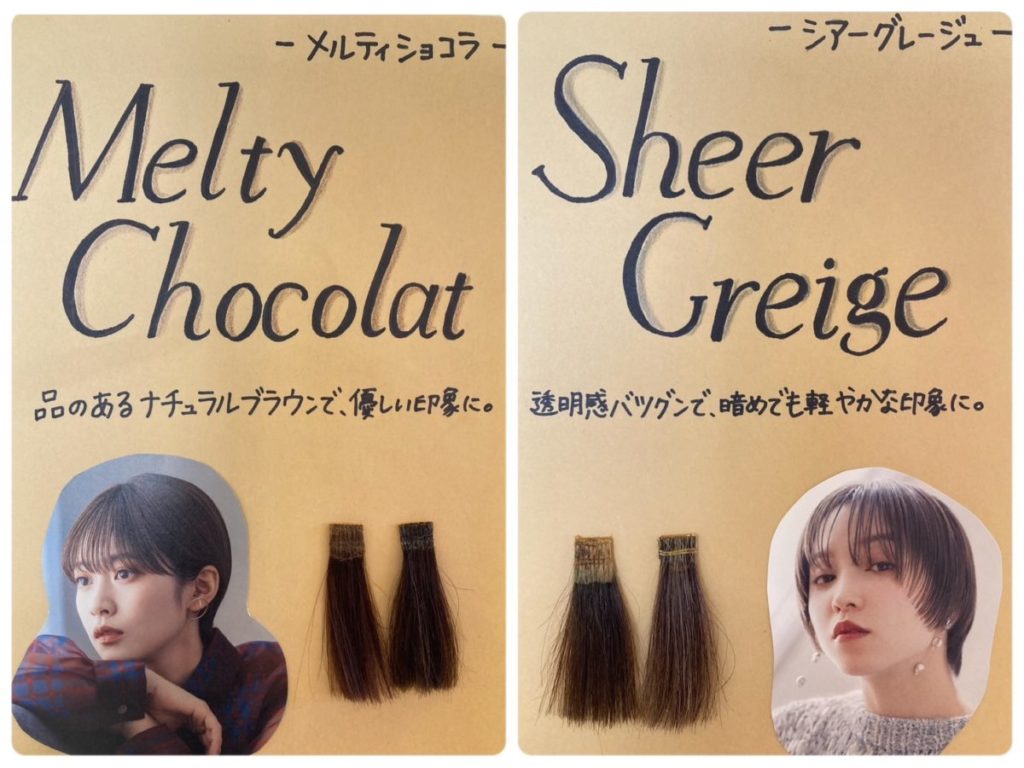 －メルティショコラ－
Melty
Chocolat
品のあるナチュラルブラウンで、優しい印象に。
－シアーグレージュ－
Sheer
Greige
透明感バツグンで、暗めでも軽やかな印象に。